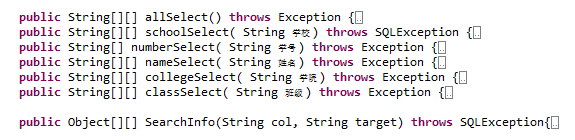 public String[][] allSelect() throws Exception {
public String[][] schoolSelect( String 学校) throws SQLException {
public String[][] numberSelect( String 学号) throws Exception {
public String[][] nameSelect( String 姓名) throws Exception {
public String[][] collegeSelect( String 学院) throws Exception {
public String[][] classSelect( String 班级) throws Exception {
public Object[][] SearchInfo(String col, String target) throws SQLException{